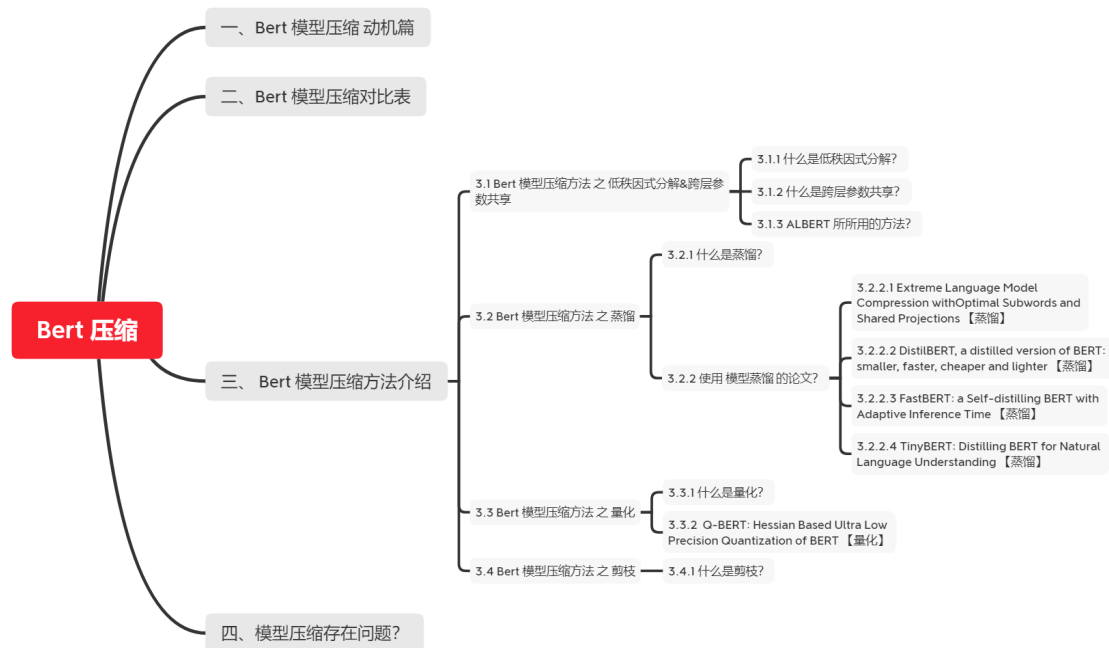 一、Bert 模型压缩 动机篇
二、Bert 模型压缩对比表
Bert 压缩
三、 Bert 模型压缩方法介绍
3.1 Bert 模型压缩方法 之 低秩因式分解&跨层参
数共享
3.1.1 什么是低秩因式分解?
3.1.2 什么是跨层参数共享?
3.1.3 ALBERT 所所用的方法?
3.2 Bert 模型压缩方法 之 蒸馏
3.2.1 什么是蒸馏?
3.2.2 使用 模型蒸馏 的论文?
3.2.2.1 Extreme Language Model
Compression withOptimal Subwords and
Shared Projections 【蒸馏】
3.2.2.2 DistilBERT, a distilled version of BERT:
smaller, faster, cheaper and lighter 【蒸馏】
3.2.2.3 FastBERT: a Self-distilling BERT with
Adaptive Inference Time 【蒸馏】
3.2.2.4 TinyBERT: Distilling BERT for Natural
Language Understanding 【蒸馏】
3.3 Bert 模型压缩方法 之 量化
3.3.1 什么是量化?
3.3.2 Q-BERT: Hessian Based Ultra Low
Precision Quantization of BERT 【量化】
3.4 Bert 模型压缩方法 之 剪枝
3.4.1 什么是剪枝?
四、模型压缩存在问题?